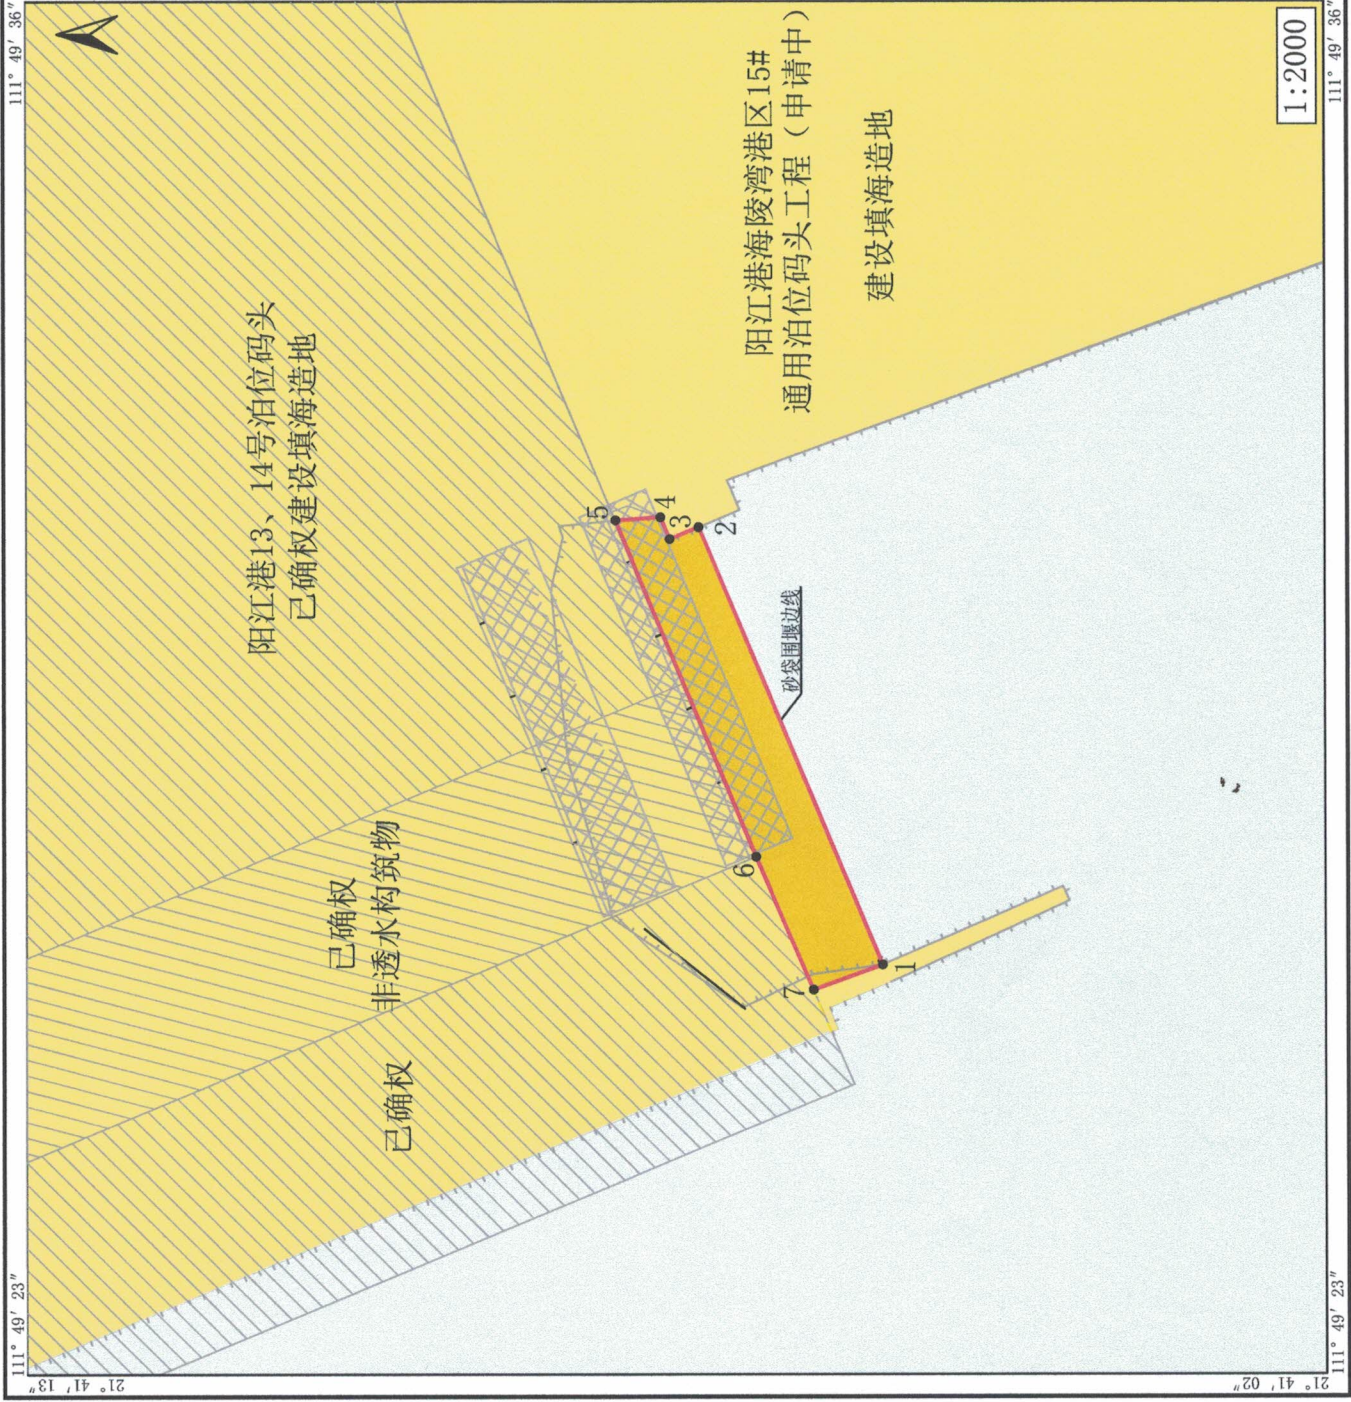 111° 49′ 23″
111° 49′ 36″
21° 41′ 13″
阳江港13、14号泊位码头
已确权建设填海造地
已确权
非透水构筑物
已确权
5
4
3
2
6
7
1
砂袋围堰边线
阳江港海陵湾港区15#
通用泊位码头工程（申请中）
建设填海造地
1:2000
21° 41′ 02″
111° 49′ 23″
111° 49′ 36″